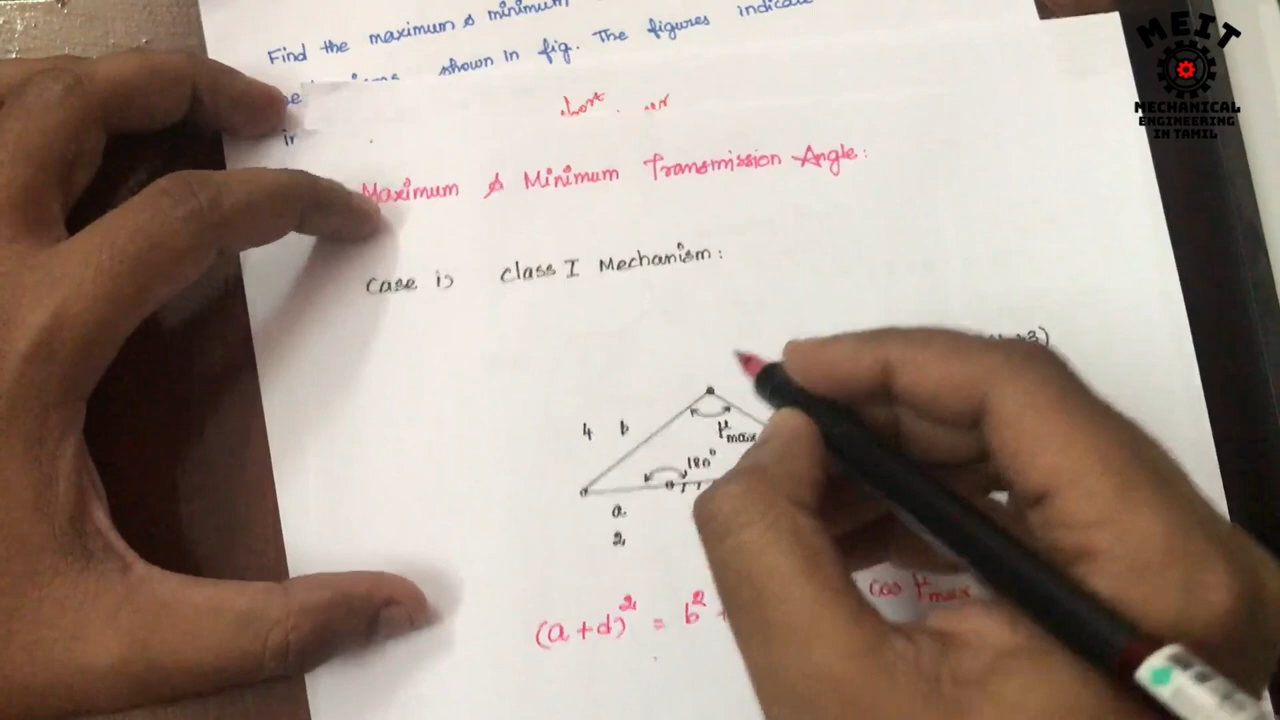 Find the maximum & minimum
shown in fig. The figures indicate
Maximum & Minimum Transmission Angle:
Case i> Class I Mechanism:
4 b
μmax
180°
a
2
(a+d)² = b² +
cos μmax
MEIT
MECHANICAL
ENGINEERING
IN TAMIL